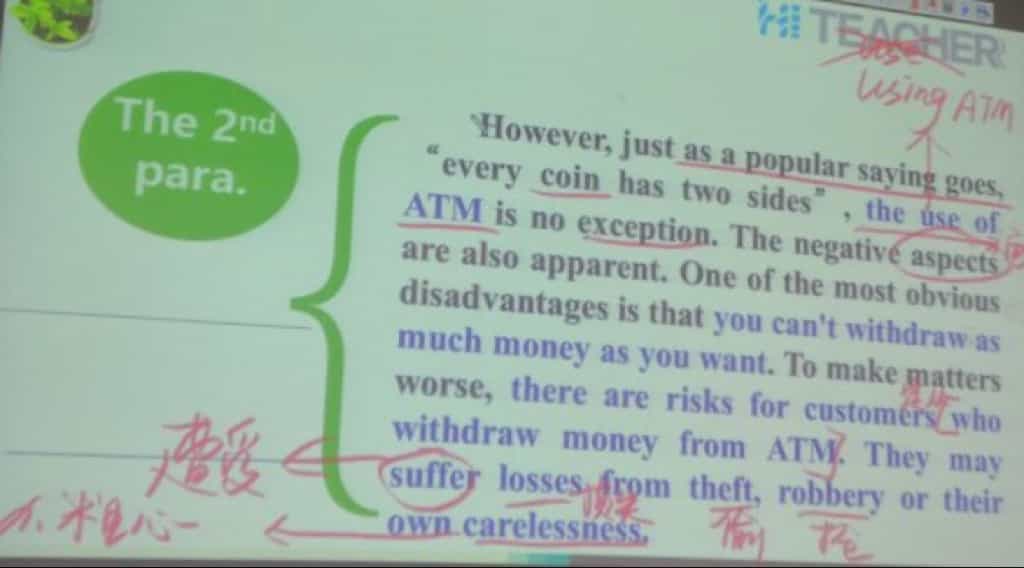 HI TEACHER
using ATM
The 2nd
para.
However, just as a popular saying goes,
“every coin has two sides”, the use of
ATM is no exception. The negative aspects
are also apparent. One of the most obvious
disadvantages is that you can't withdraw as
much money as you want. To make matters
worse, there are risks for customers who
withdraw money from ATM. They may
suffer losses from theft, robbery or their
own carelessness.
遭受
损失
不 粗心
偷 抢